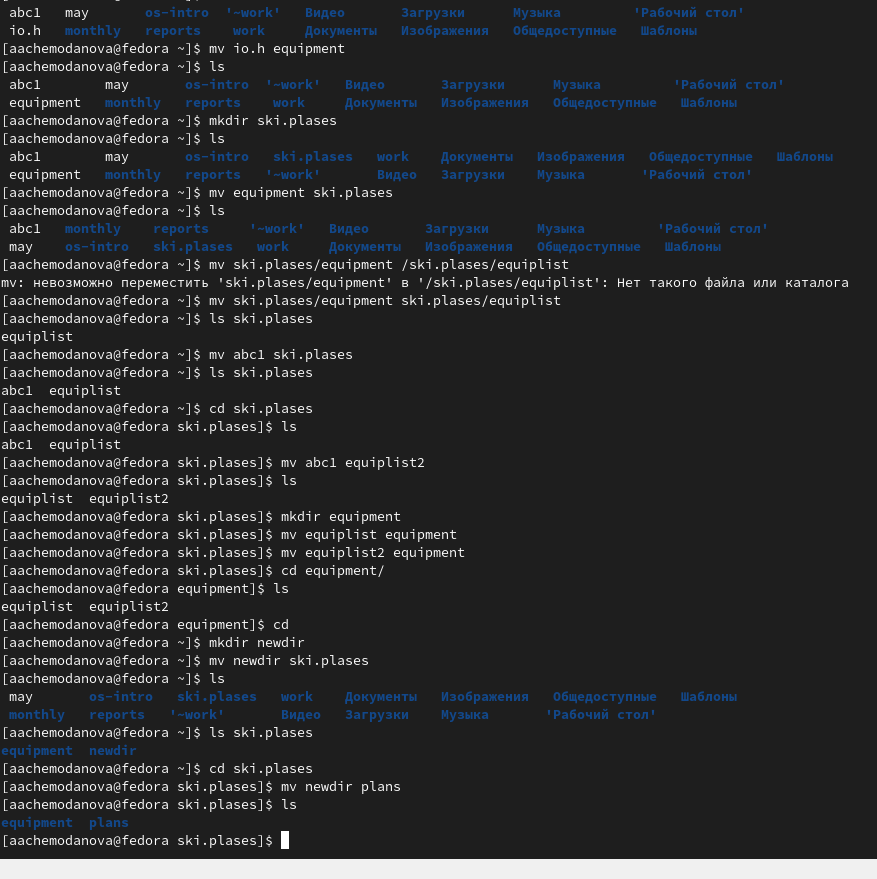 abc1   may       os-intro  '~work'   Видео       Загрузки      Музыка         'Рабочий стол'
io.h   monthly   reports    work     Документы   Изображения   Общедоступные   Шаблоны
[aachemodanova@fedora ~]$ mv io.h equipment
[aachemodanova@fedora ~]$ ls
abc1        may       os-intro  '~work'   Видео       Загрузки      Музыка         'Рабочий стол'
equipment   monthly   reports    work     Документы   Изображения   Общедоступные   Шаблоны
[aachemodanova@fedora ~]$ mkdir ski.plases
[aachemodanova@fedora ~]$ ls
abc1        may       os-intro   ski.plases   work   Документы   Изображения   Общедоступные   Шаблоны
equipment   monthly   reports   '~work'       Видео   Загрузки    Музыка       'Рабочий стол'
[aachemodanova@fedora ~]$ mv equipment ski.plases
[aachemodanova@fedora ~]$ ls
abc1   monthly    reports     '~work'   Видео       Загрузки      Музыка         'Рабочий стол'
may    os-intro   ski.plases   work     Документы   Изображения   Общедоступные   Шаблоны
[aachemodanova@fedora ~]$ mv ski.plases/equipment /ski.plases/equiplist
mv: невозможно переместить 'ski.plases/equipment' в '/ski.plases/equiplist': Нет такого файла или каталога
[aachemodanova@fedora ~]$ mv ski.plases/equipment ski.plases/equiplist
[aachemodanova@fedora ~]$ ls ski.plases
equiplist
[aachemodanova@fedora ~]$ mv abc1 ski.plases
[aachemodanova@fedora ~]$ ls ski.plases
abc1  equiplist
[aachemodanova@fedora ~]$ cd ski.plases
[aachemodanova@fedora ski.plases]$ ls
abc1  equiplist
[aachemodanova@fedora ski.plases]$ mv abc1 equiplist2
[aachemodanova@fedora ski.plases]$ ls
equiplist  equiplist2
[aachemodanova@fedora ski.plases]$ mkdir equipment
[aachemodanova@fedora ski.plases]$ mv equiplist equipment
[aachemodanova@fedora ski.plases]$ mv equiplist2 equipment
[aachemodanova@fedora ski.plases]$ cd equipment/
[aachemodanova@fedora equipment]$ ls
equiplist  equiplist2
[aachemodanova@fedora equipment]$ cd
[aachemodanova@fedora ~]$ mkdir newdir
[aachemodanova@fedora ~]$ mv newdir ski.plases
[aachemodanova@fedora ~]$ ls
may       os-intro   ski.plases   work    Документы   Изображения   Общедоступные   Шаблоны
monthly   reports   '~work'       Видео   Загрузки    Музыка       'Рабочий стол'
[aachemodanova@fedora ~]$ ls ski.plases
equipment  newdir
[aachemodanova@fedora ~]$ cd ski.plases
[aachemodanova@fedora ski.plases]$ mv newdir plans
[aachemodanova@fedora ski.plases]$ ls
equipment  plans
[aachemodanova@fedora ski.plases]$